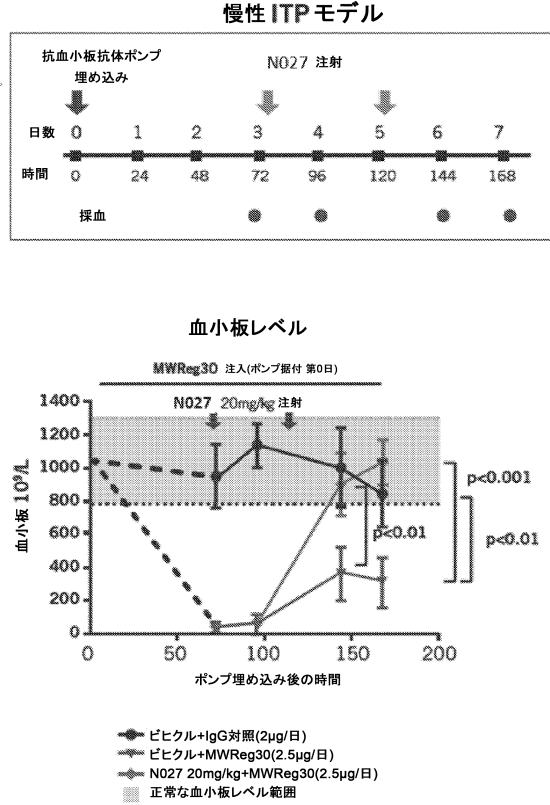 慢性 ITP モデル
抗血小板抗体ポンプ
埋め込み
N027 注射
日数 0 1 2 3 4 5 6 7
時間 0 24 48 72 96 120 144 168
採血
血小板レベル
MWReg30 注入(ポンプ据付 第0日)
N027 20mg/kg 注射
血小板 10⁹/L
1400
1200
1000
800
600
400
200
0
p<0.001
p<0.01
p<0.01
0 50 100 150 200
ポンプ埋め込み後の時間
ビヒクル+IgG対照(2μg/日)
ビヒクル+MWReg30(2.5μg/日)
N027 20mg/kg+MWReg30(2.5μg/日)
正常な血小板レベル範囲